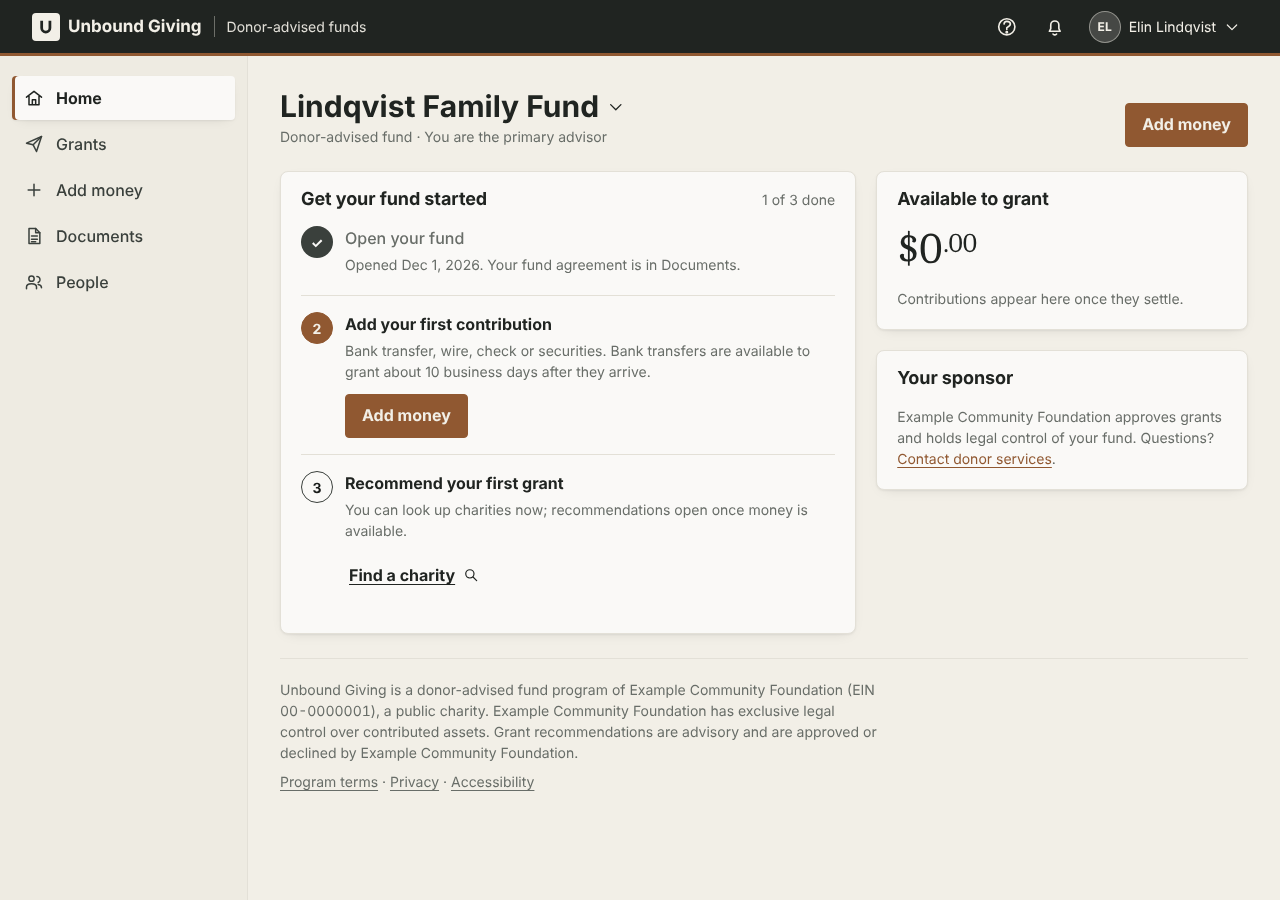 U Unbound Giving Donor-advised funds
EL Elin Lindqvist
Home
Grants
Add money
Documents
People
Lindqvist Family Fund
Donor-advised fund · You are the primary advisor
Add money
Get your fund started
1 of 3 done
Open your fund
Opened Dec 1, 2026. Your fund agreement is in Documents.
2
Add your first contribution
Bank transfer, wire, check or securities. Bank transfers are available to
grant about 10 business days after they arrive.
Add money
3
Recommend your first grant
You can look up charities now; recommendations open once money is
available.
Find a charity
Available to grant
$0.00
Contributions appear here once they settle.
Your sponsor
Example Community Foundation approves grants
and holds legal control of your fund. Questions?
Contact donor services.
Unbound Giving is a donor-advised fund program of Example Community Foundation (EIN
00-0000001), a public charity. Example Community Foundation has exclusive legal
control over contributed assets. Grant recommendations are advisory and are approved or
declined by Example Community Foundation.
Program terms · Privacy · Accessibility